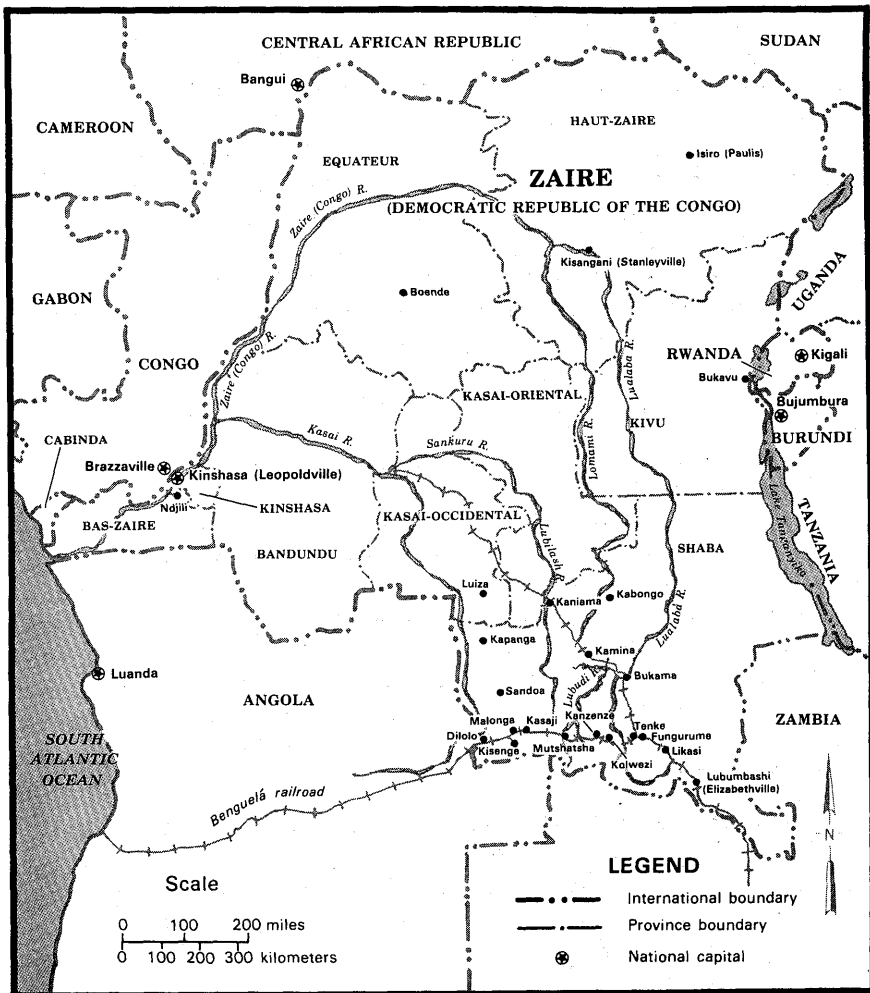 CENTRAL AFRICAN REPUBLIC
SUDAN
Bangui
CAMEROON
HAUT-ZAIRE
EQUATEUR
Isiro (Paulis)
ZAIRE
(DEMOCRATIC REPUBLIC OF THE CONGO)
Zaire (Congo) R.
Kisangani (Stanleyville)
UGANDA
GABON
Boende
CONGO
Zaire (Congo) R.
Lualaba R.
RWANDA
Kigali
Bukavu
KASAI-ORIENTAL
Bujumbura
Kasai R.
Sankuru R.
Lomami R.
KIVU
BURUNDI
CABINDA
Brazzaville
Kinshasa (Leopoldville)
Ndjili
KINSHASA
BAS-ZAIRE
KASAI-OCCIDENTAL
Lake Tanganyika
TANZANIA
BANDUNDU
Lubilash R.
SHABA
Luiza
Kaniama
Kabongo
Lualaba R.
Kapanga
Kamina
Luanda
Lubudi R.
Bukama
ANGOLA
Sandoa
ZAMBIA
Malonga
Kasaji
Kanzenze
Tenke
SOUTH
ATLANTIC
OCEAN
Dilolo
Kisenge
Mutshatsha
Fungurume
Likasi
Kolwezi
Lubumbashi
(Elizabethville)
Benguelá railroad
N
LEGEND
Scale
International boundary
0 100 200 miles
Province boundary
0 100 200 300 kilometers
National capital